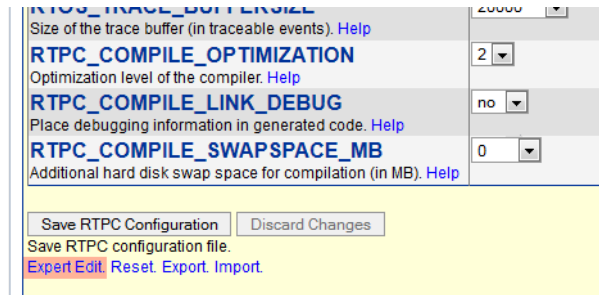 RTOS_TRACE_BUFFERSIZE 20000
Size of the trace buffer (in traceable events). Help
RTPC_COMPILE_OPTIMIZATION 2
Optimization level of the compiler. Help
RTPC_COMPILE_LINK_DEBUG no
Place debugging information in generated code. Help
RTPC_COMPILE_SWAPSPACE_MB 0
Additional hard disk swap space for compilation (in MB). Help
Save RTPC Configuration Discard Changes
Save RTPC configuration file.
Expert Edit. Reset. Export. Import.